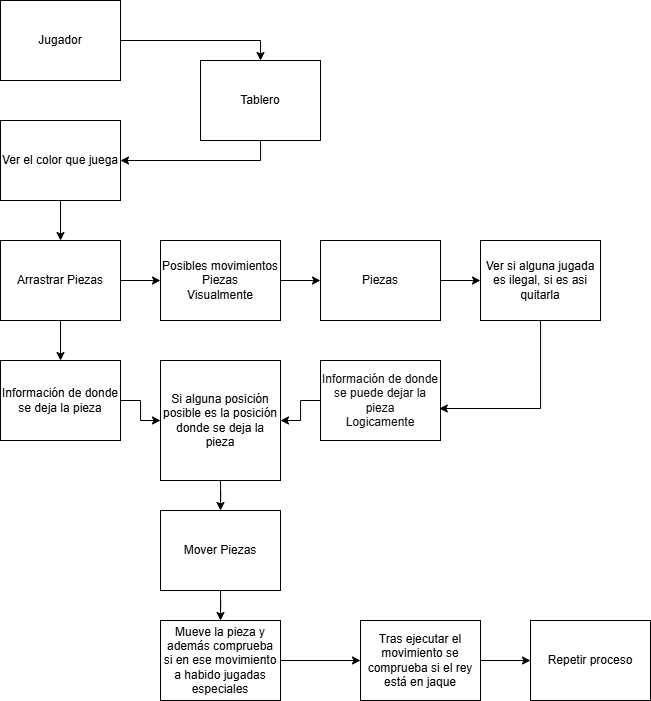 Jugador
Tablero
Ver el color que juega
Arrastrar Piezas
Posibles movimientos
Piezas
Visualmente
Piezas
Ver si alguna jugada
es ilegal, si es asi
quitarla
Información de donde
se deja la pieza
Si alguna posición
posible es la posición
donde se deja la
pieza
Información de donde
se puede dejar la
pieza
Logicamente
Mover Piezas
Mueve la pieza y
además comprueba
si en ese movimiento
a habido jugadas
especiales
Tras ejecutar el
movimiento se
comprueba si el rey
está en jaque
Repetir proceso